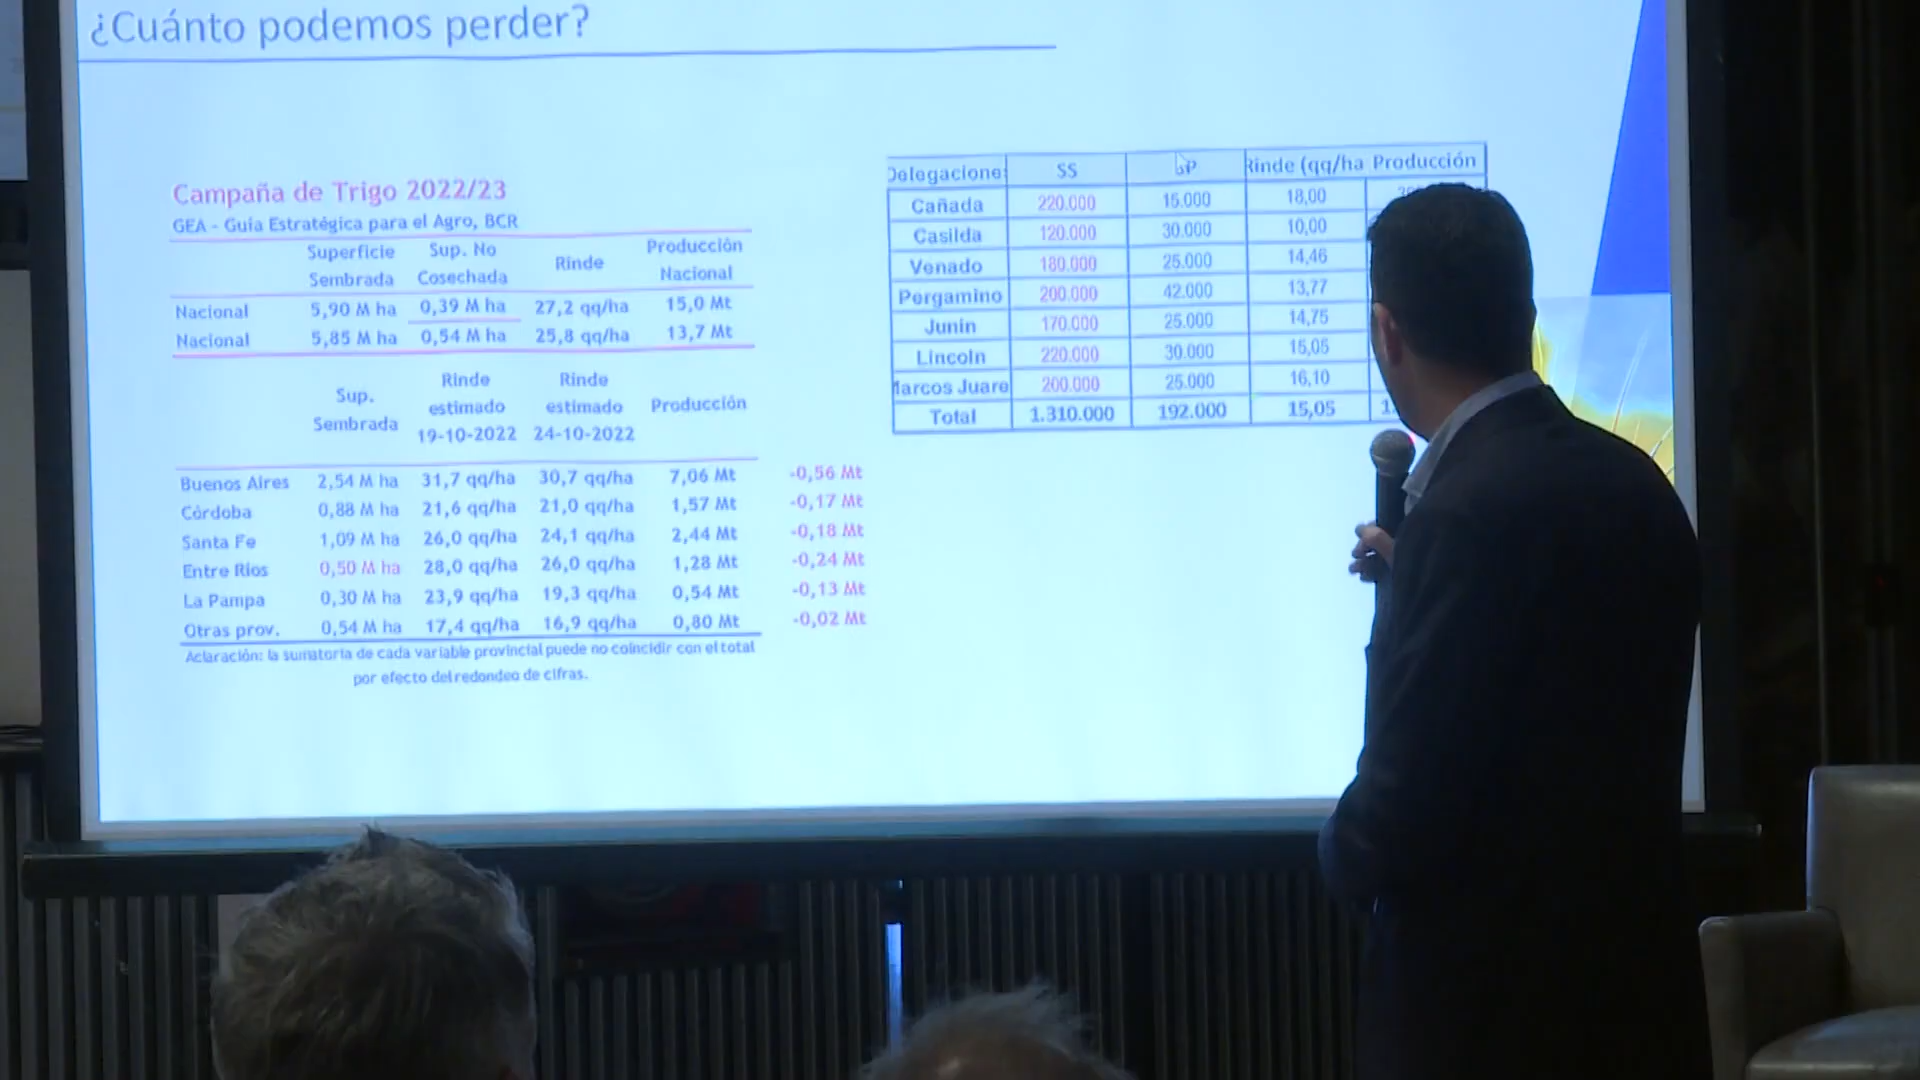 ¿Cuánto podemos perder?
Campaña de Trigo 2022/23
GEA - Guía Estratégica para el Agro, BCR
Superficie Sembrada Sup. No Cosechada Rinde Producción Nacional
Nacional 5,90 M ha 0,39 M ha 27,2 qq/ha 15,0 Mt
Nacional 5,85 M ha 0,54 M ha 25,8 qq/ha 13,7 Mt
Sup. Sembrada Rinde estimado 19-10-2022 Rinde estimado 24-10-2022 Producción
Buenos Aires 2,54 M ha 31,7 qq/ha 30,7 qq/ha 7,06 Mt -0,56 Mt
Córdoba 0,88 M ha 21,6 qq/ha 21,0 qq/ha 1,57 Mt -0,17 Mt
Santa Fe 1,09 M ha 26,0 qq/ha 24,1 qq/ha 2,44 Mt -0,18 Mt
Entre Ríos 0,50 M ha 28,0 qq/ha 26,0 qq/ha 1,28 Mt -0,24 Mt
La Pampa 0,30 M ha 23,9 qq/ha 19,3 qq/ha 0,54 Mt -0,13 Mt
Otras prov. 0,54 M ha 17,4 qq/ha 16,9 qq/ha 0,80 Mt -0,02 Mt
Aclaración: la sumatoria de cada variable provincial puede no coincidir con el total
por efecto del redondeo de cifras.
Delegacione SS Rinde (qq/ha Producción
Cañada 220.000 15.000 18,00
Casilda 120.000 30.000 10,00
Venado 180.000 25.000 14,46
Pergamino 200.000 42.000 13,77
Junin 170.000 25.000 14,75
Lincoln 220.000 30.000 15,05
Marcos Juare 200.000 25.000 16,10
Total 1.310.000 192.000 15,05